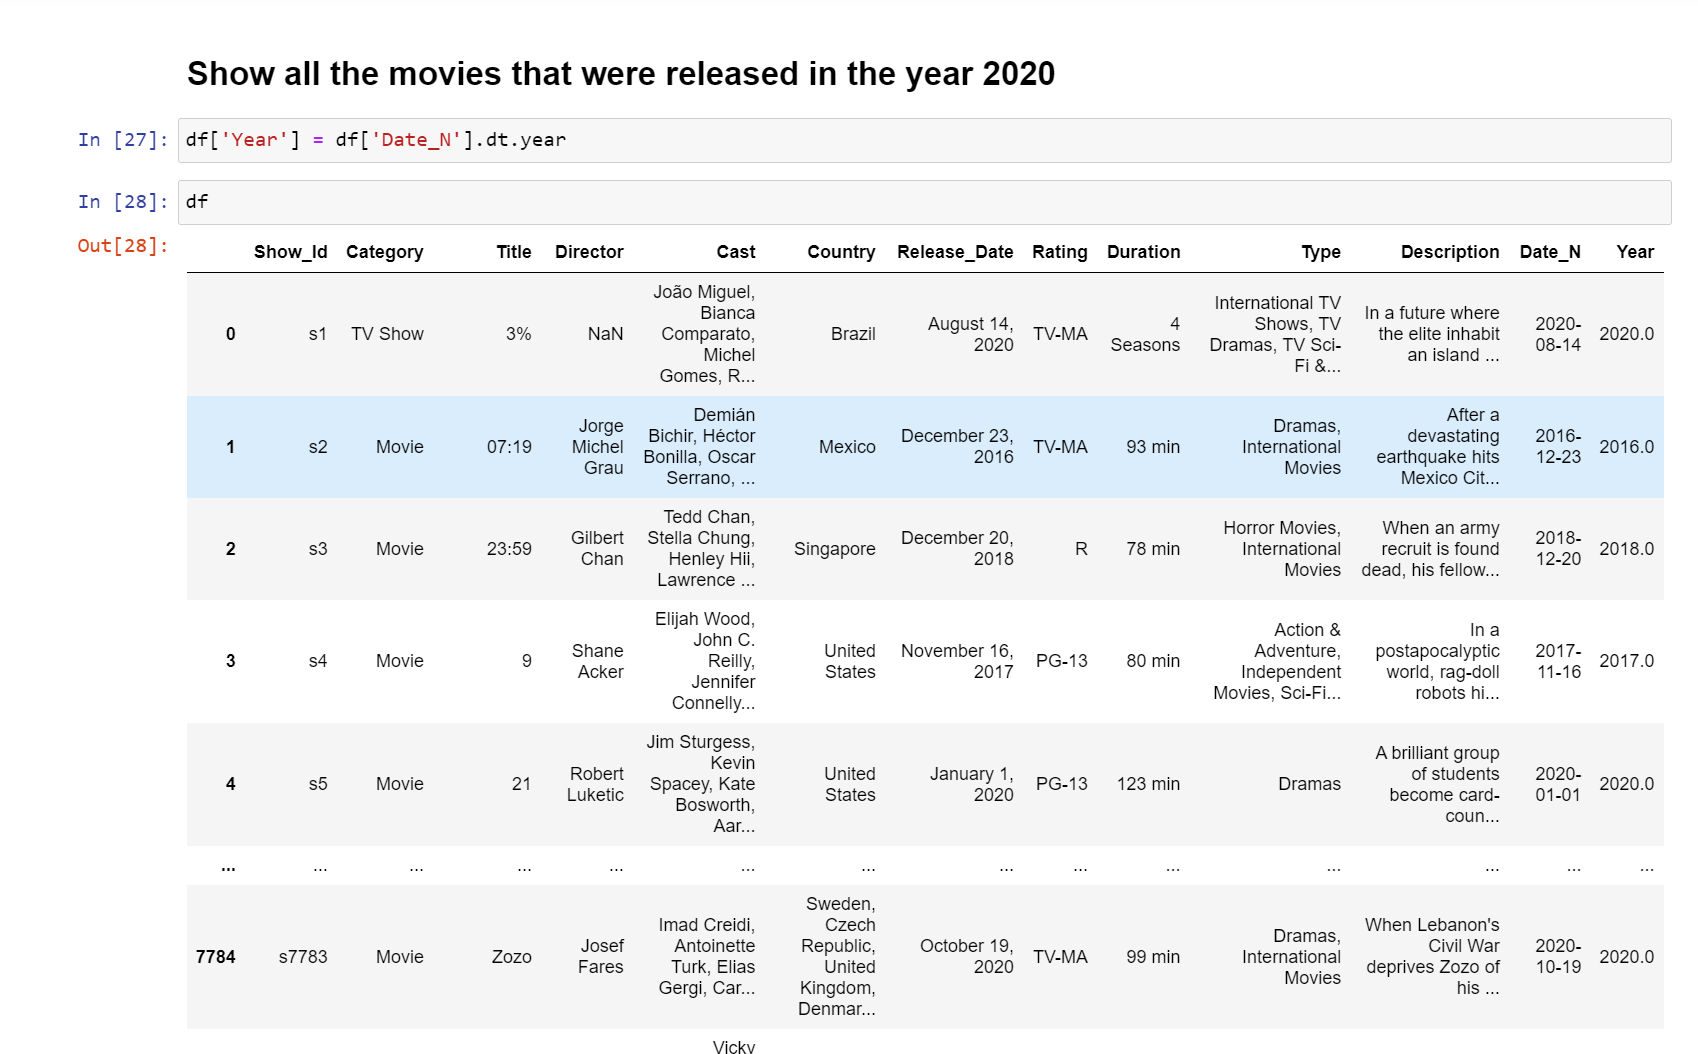 Show all the movies that were released in the year 2020
In [27]: df['Year'] = df['Date_N'].dt.year
In [28]: df
Out[28]:
Show_Id Category Title Director Cast Country Release_Date Rating Duration Type Description Date_N Year
0 s1 TV Show 3% NaN João Miguel, Bianca Comparato, Michel Gomes, R... Brazil August 14, 2020 TV-MA 4 Seasons International TV Shows, TV Dramas, TV Sci-Fi &... In a future where the elite inhabit an island ... 2020-08-14 2020.0
1 s2 Movie 07:19 Jorge Michel Grau Demián Bichir, Héctor Bonilla, Oscar Serrano, ... Mexico December 23, 2016 TV-MA 93 min Dramas, International Movies After a devastating earthquake hits Mexico Cit... 2016-12-23 2016.0
2 s3 Movie 23:59 Gilbert Chan Tedd Chan, Stella Chung, Henley Hii, Lawrence ... Singapore December 20, 2018 R 78 min Horror Movies, International Movies When an army recruit is found dead, his fellow... 2018-12-20 2018.0
3 s4 Movie 9 Shane Acker Elijah Wood, John C. Reilly, Jennifer Connelly... United States November 16, 2017 PG-13 80 min Action & Adventure, Independent Movies, Sci-Fi... In a postapocalyptic world, rag-doll robots hi... 2017-11-16 2017.0
4 s5 Movie 21 Robert Luketic Jim Sturgess, Kevin Spacey, Kate Bosworth, Aar... United States January 1, 2020 PG-13 123 min Dramas A brilliant group of students become card-coun... 2020-01-01 2020.0
... ... ... ... ... ... ... ... ... ... ... ... ... ...
7784 s7783 Movie Zozo Josef Fares Imad Creidi, Antoinette Turk, Elias Gergi, Car... Sweden, Czech Republic, United Kingdom, Denmar... October 19, 2020 TV-MA 99 min Dramas, International Movies When Lebanon's Civil War deprives Zozo of his ... 2020-10-19 2020.0
Vicky